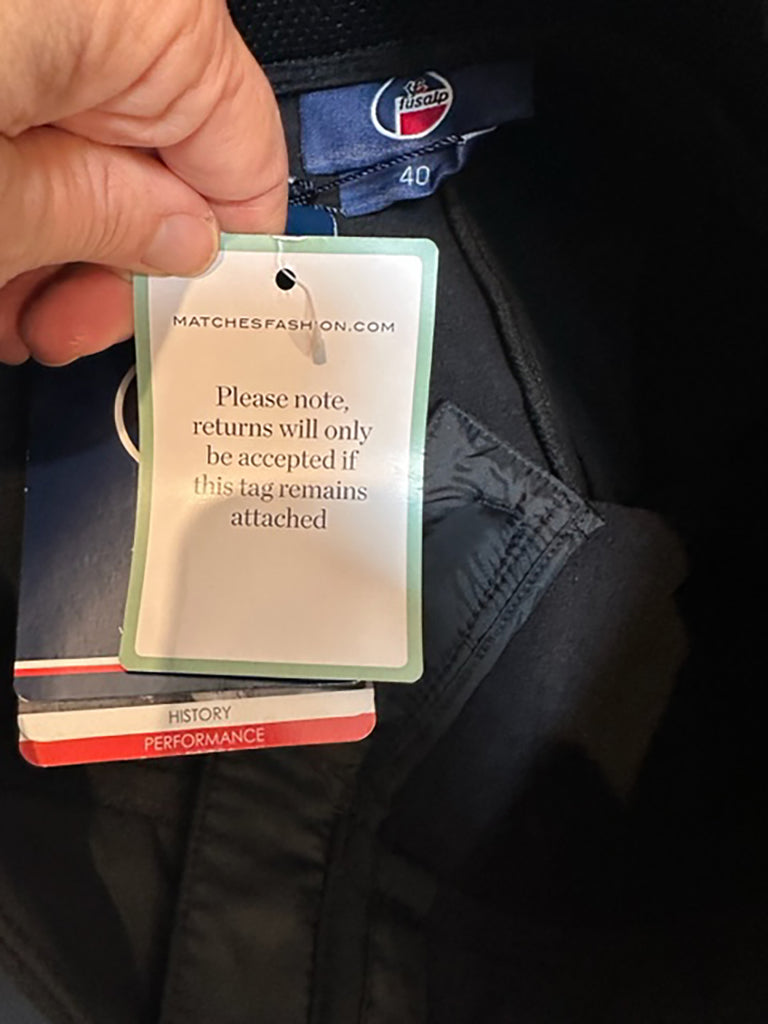 fusalp
40
MATCHESFASHION.COM
Please note,
returns will only
be accepted if
this tag remains
attached
HISTORY
PERFORMANCE